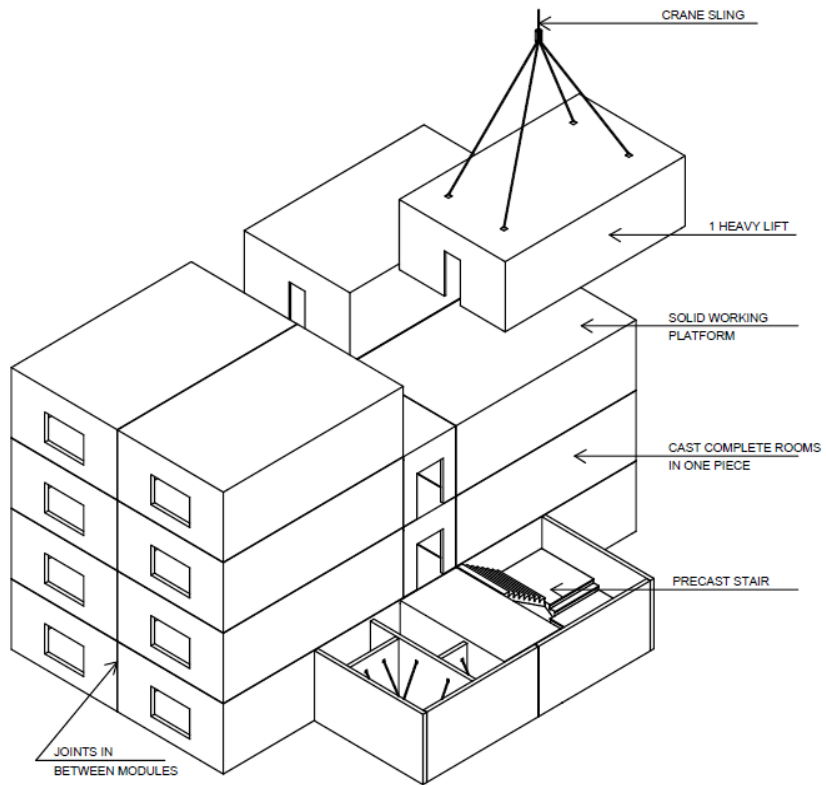 CRANE SLING
1 HEAVY LIFT
SOLID WORKING
PLATFORM
CAST COMPLETE ROOMS
IN ONE PIECE
PRECAST STAIR
JOINTS IN
BETWEEN MODULES